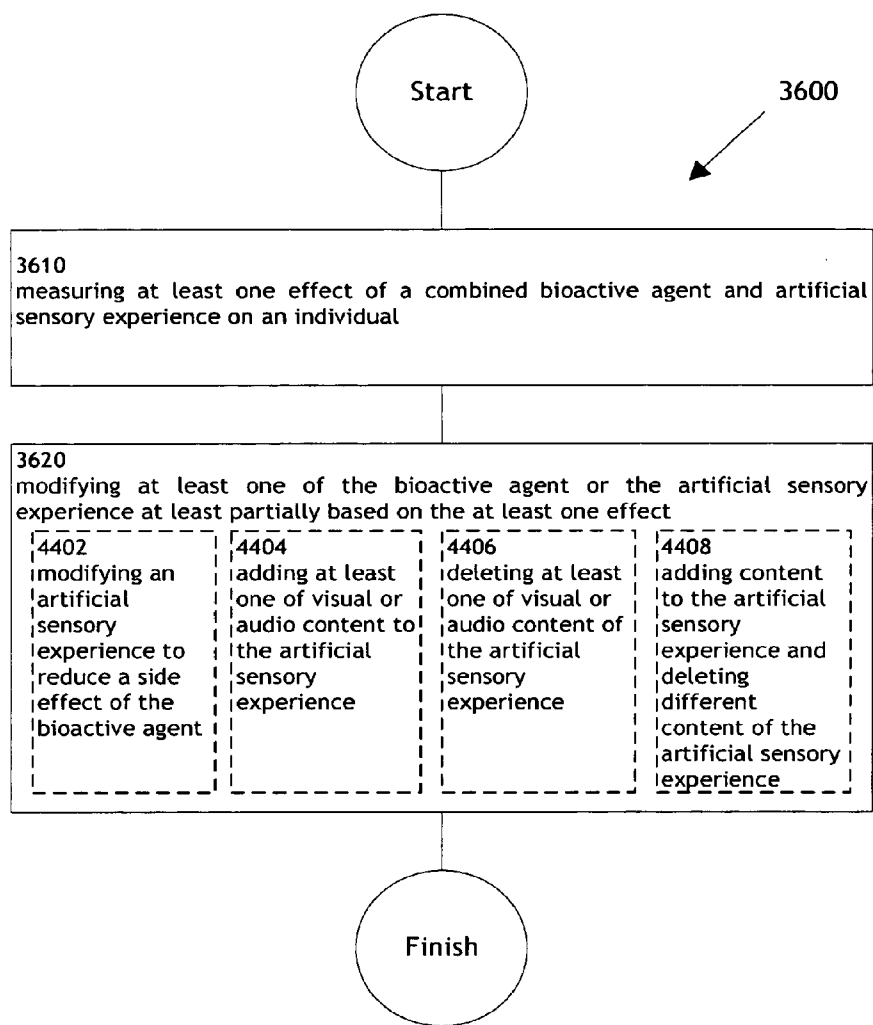 Start
3600
3610
measuring at least one effect of a combined bioactive agent and artificial
sensory experience on an individual
3620
modifying at least one of the bioactive agent or the artificial sensory
experience at least partially based on the at least one effect
4402
modifying an
artificial
sensory
experience to
reduce a side
effect of the
bioactive agent
4404
adding at least
one of visual or
audio content to
the artificial
sensory
experience
4406
deleting at least
one of visual or
audio content of
the artificial
sensory
experience
4408
adding content
to the artificial
sensory
experience and
deleting
different
content of the
artificial sensory
experience
Finish